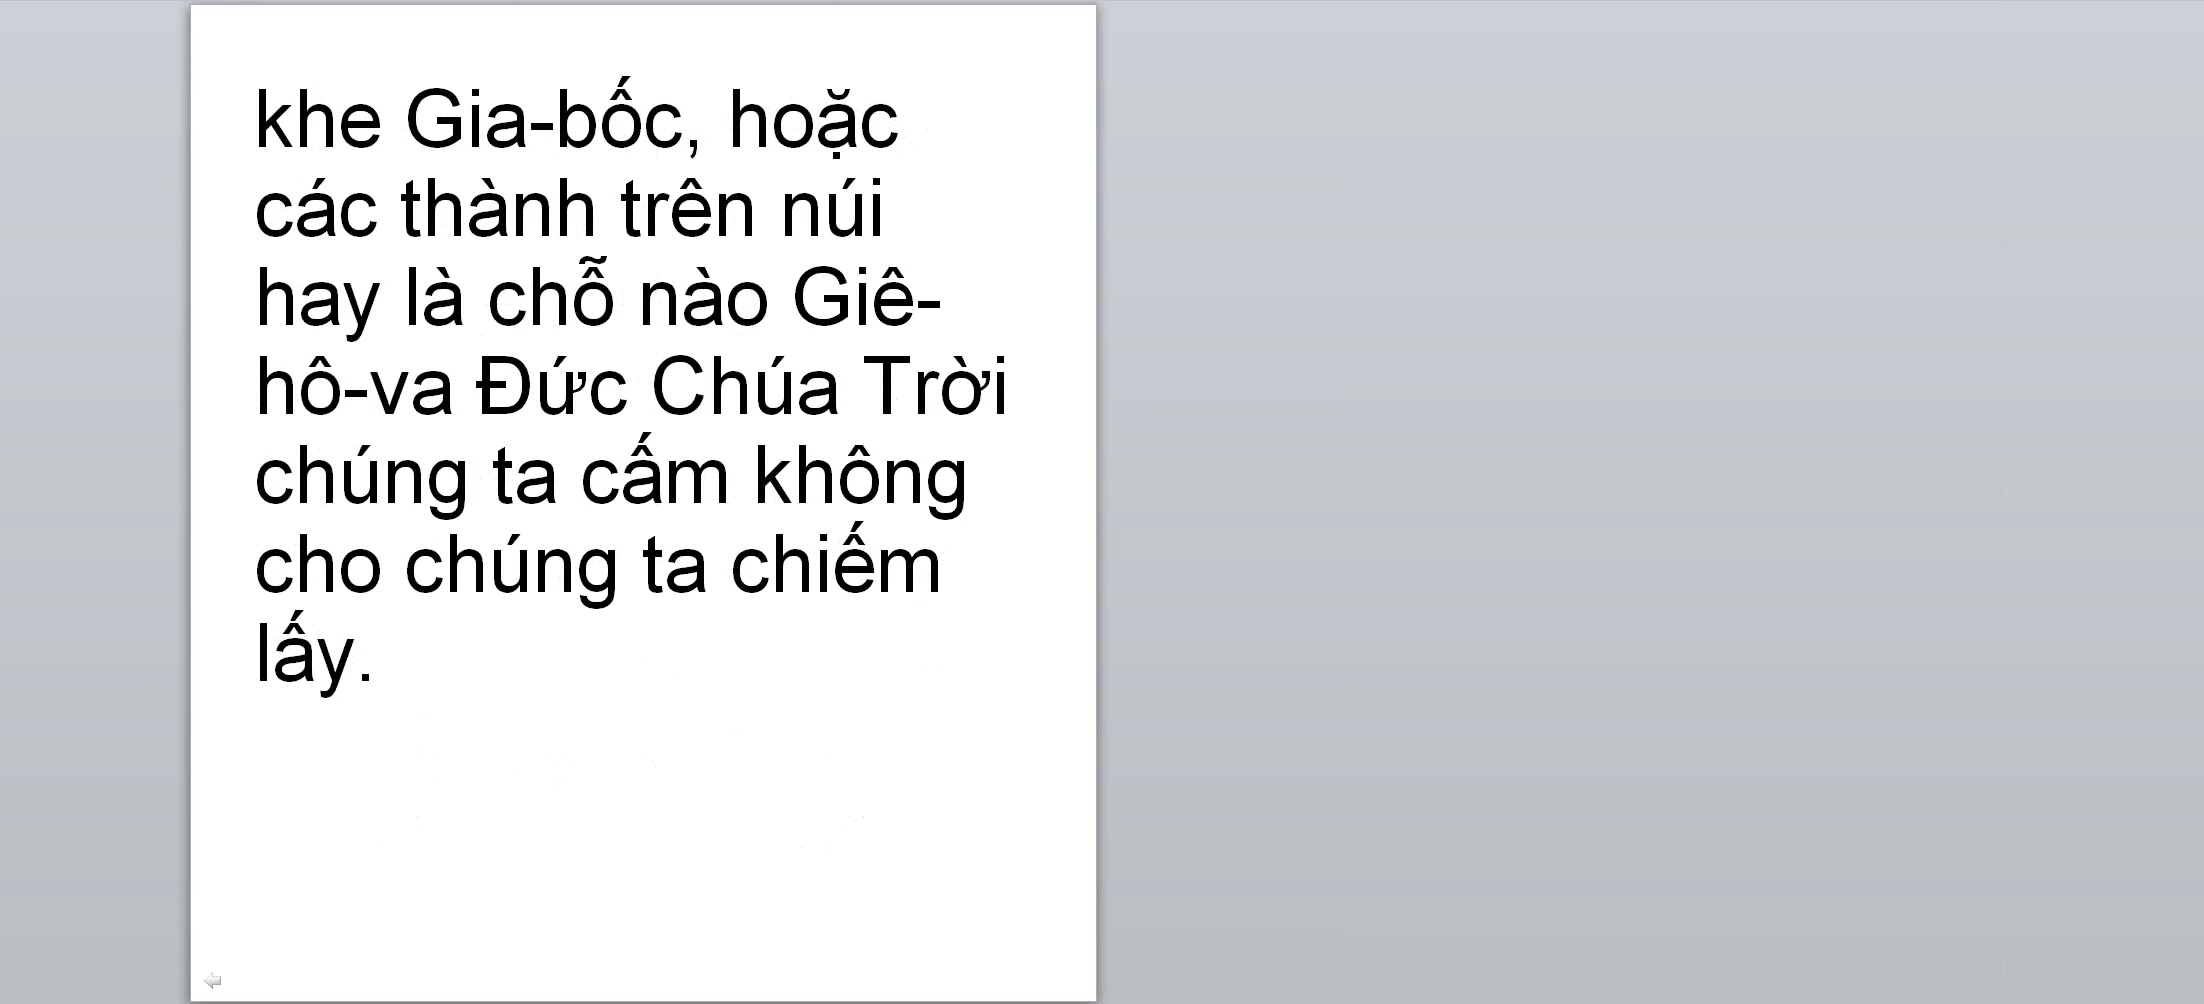 khe Gia-bốc, hoặc
các thành trên núi
hay là chỗ nào Giê-
hô-va Đức Chúa Trời
chúng ta cấm không
cho chúng ta chiếm
lấy.